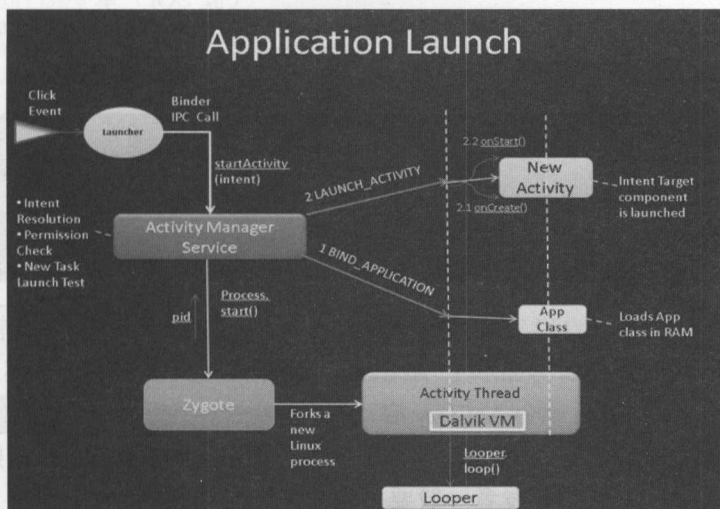 Application Launch
Click
Event
Launcher
Binder
IPC Call
startActivity
(intent)
• Intent
Resolution
• Permission
Check
• New Task
Launch Test
Activity Manager
Service
2 LAUNCH_ACTIVITY
1 BIND_APPLICATION
2.2 onStart()
New
Activity
2.1 onCreate()
Intent Target
component
is launched
App
Class
Loads App
class in RAM
pid
Process.
start()
Zygote
Forks a
new
Linux
process
Activity Thread
Dalvik VM
Looper.
loop()
Looper